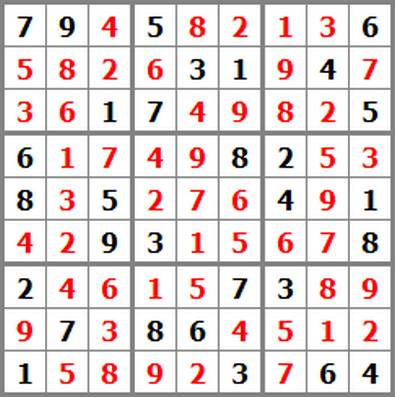 7 9 4 5 8 2 1 3 6
5 8 2 6 3 1 9 4 7
3 6 1 7 4 9 8 2 5
6 1 7 4 9 8 2 5 3
8 3 5 2 7 6 4 9 1
4 2 9 3 1 5 6 7 8
2 4 6 1 5 7 3 8 9
9 7 3 8 6 4 5 1 2
1 5 8 9 2 3 7 6 4